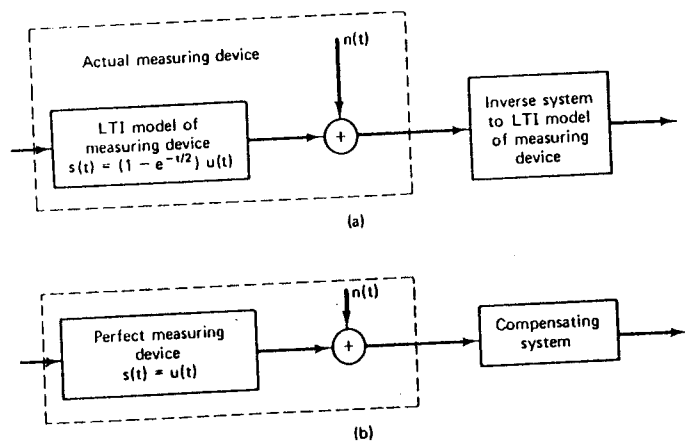 Actual measuring device
n(t)
LTI model of
measuring device
s(t) = (1 − e^{−t/2}) u(t)
+
Inverse system
to LTI model
of measuring
device
(a)
n(t)
Perfect measuring
device
s(t) = u(t)
+
Compensating
system
(b)